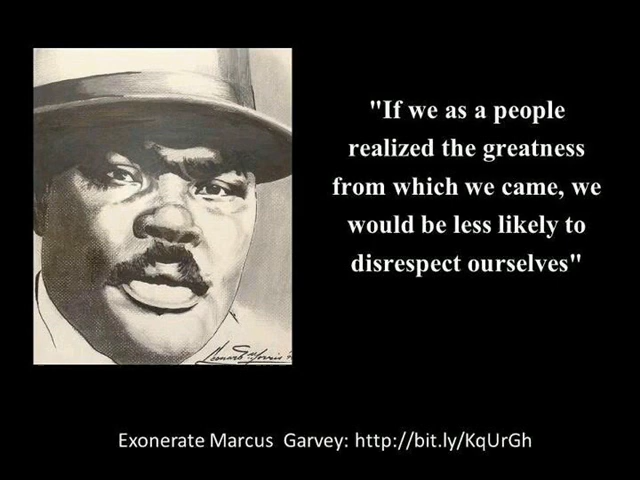 "If we as a people
realized the greatness
from which we came, we
would be less likely to
disrespect ourselves"
Exonerate Marcus  Garvey: http://bit.ly/KqUrGh